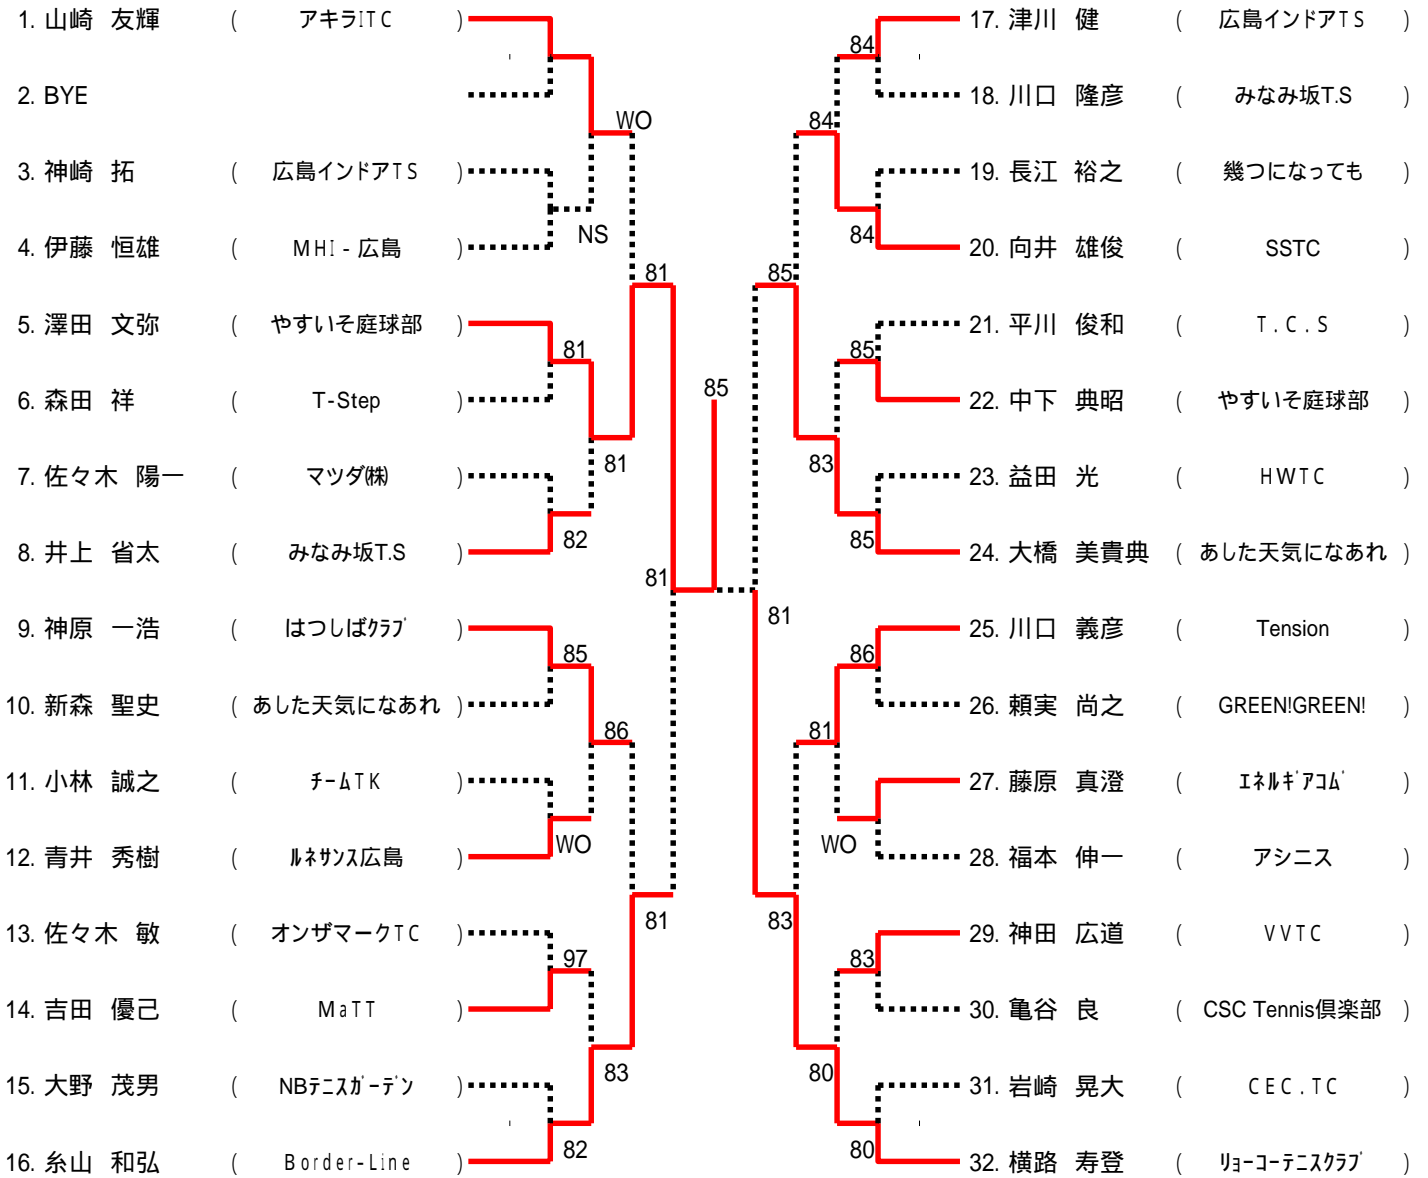 1. 山崎 友輝 ( アキラITC )
2. BYE
3. 神崎 拓 ( 広島インドアTS )
4. 伊藤 恒雄 ( MHI - 広島 )
5. 澤田 文弥 ( やすいそ庭球部 )
6. 森田 祥 ( T-Step )
7. 佐々木 陽一 ( マツダ㈱ )
8. 井上 省太 ( みなみ坂T.S )
9. 神原 一浩 ( はつしばｸﾗﾌﾞ )
10. 新森 聖史 ( あした天気になあれ )
11. 小林 誠之 ( ﾁｰﾑTK )
12. 青井 秀樹 ( ﾙﾈｻﾝｽ広島 )
13. 佐々木 敏 ( オンザマークTC )
14. 吉田 優己 ( MaTT )
15. 大野 茂男 ( NBﾃﾆｽｶﾞｰﾃﾞﾝ )
16. 糸山 和弘 ( Border-Line )
WO
NS
81
81
81
82
85
86
WO
81
97
83
82
81
85
81
84
84
84
85
85
83
85
86
81
WO
83
83
80
80
17. 津川 健 ( 広島インドアTS )
18. 川口 隆彦 ( みなみ坂T.S )
19. 長江 裕之 ( 幾つになっても )
20. 向井 雄俊 ( SSTC )
21. 平川 俊和 ( T.C.S )
22. 中下 典昭 ( やすいそ庭球部 )
23. 益田 光 ( HWTC )
24. 大橋 美貴典 ( あした天気になあれ )
25. 川口 義彦 ( Tension )
26. 頼実 尚之 ( GREEN!GREEN! )
27. 藤原 真澄 ( ｴﾈﾙｷﾞｱｺﾑ )
28. 福本 伸一 ( アシニス )
29. 神田 広道 ( VVTC )
30. 亀谷 良 ( CSC Tennis倶楽部 )
31. 岩崎 晃大 ( CEC.TC )
32. 横路 寿登 ( ﾘｮｰｺｰﾃﾆｽｸﾗﾌﾞ )